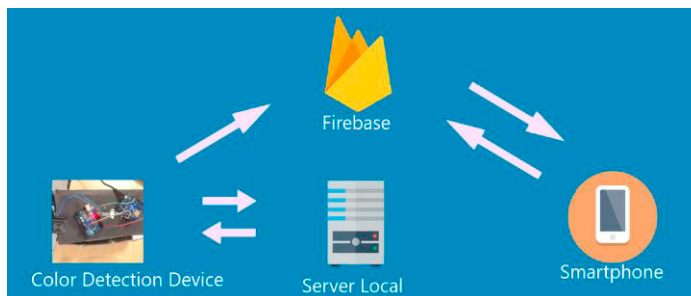 Firebase
Color Detection Device
Server Local
Smartphone